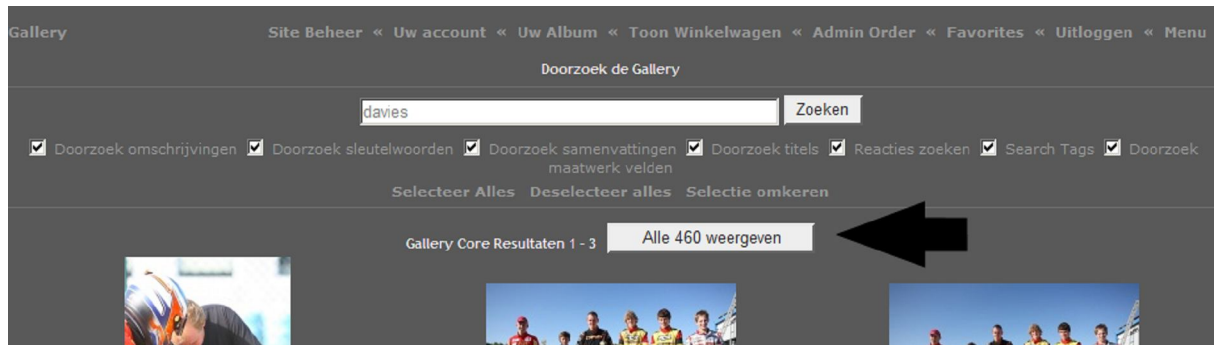 Gallery Site Beheer « Uw account « Uw Album « Toon Winkelwagen « Admin Order « Favorites « Uitloggen « Menu
Doorzoek de Gallery
davies Zoeken
Doorzoek omschrijvingen Doorzoek sleutelwoorden Doorzoek samenvattingen Doorzoek titels Reacties zoeken Search Tags Doorzoek
maatwerk velden
Selecteer Alles Deselecteer alles Selectie omkeren
Gallery Core Resultaten 1 - 3 Alle 460 weergeven